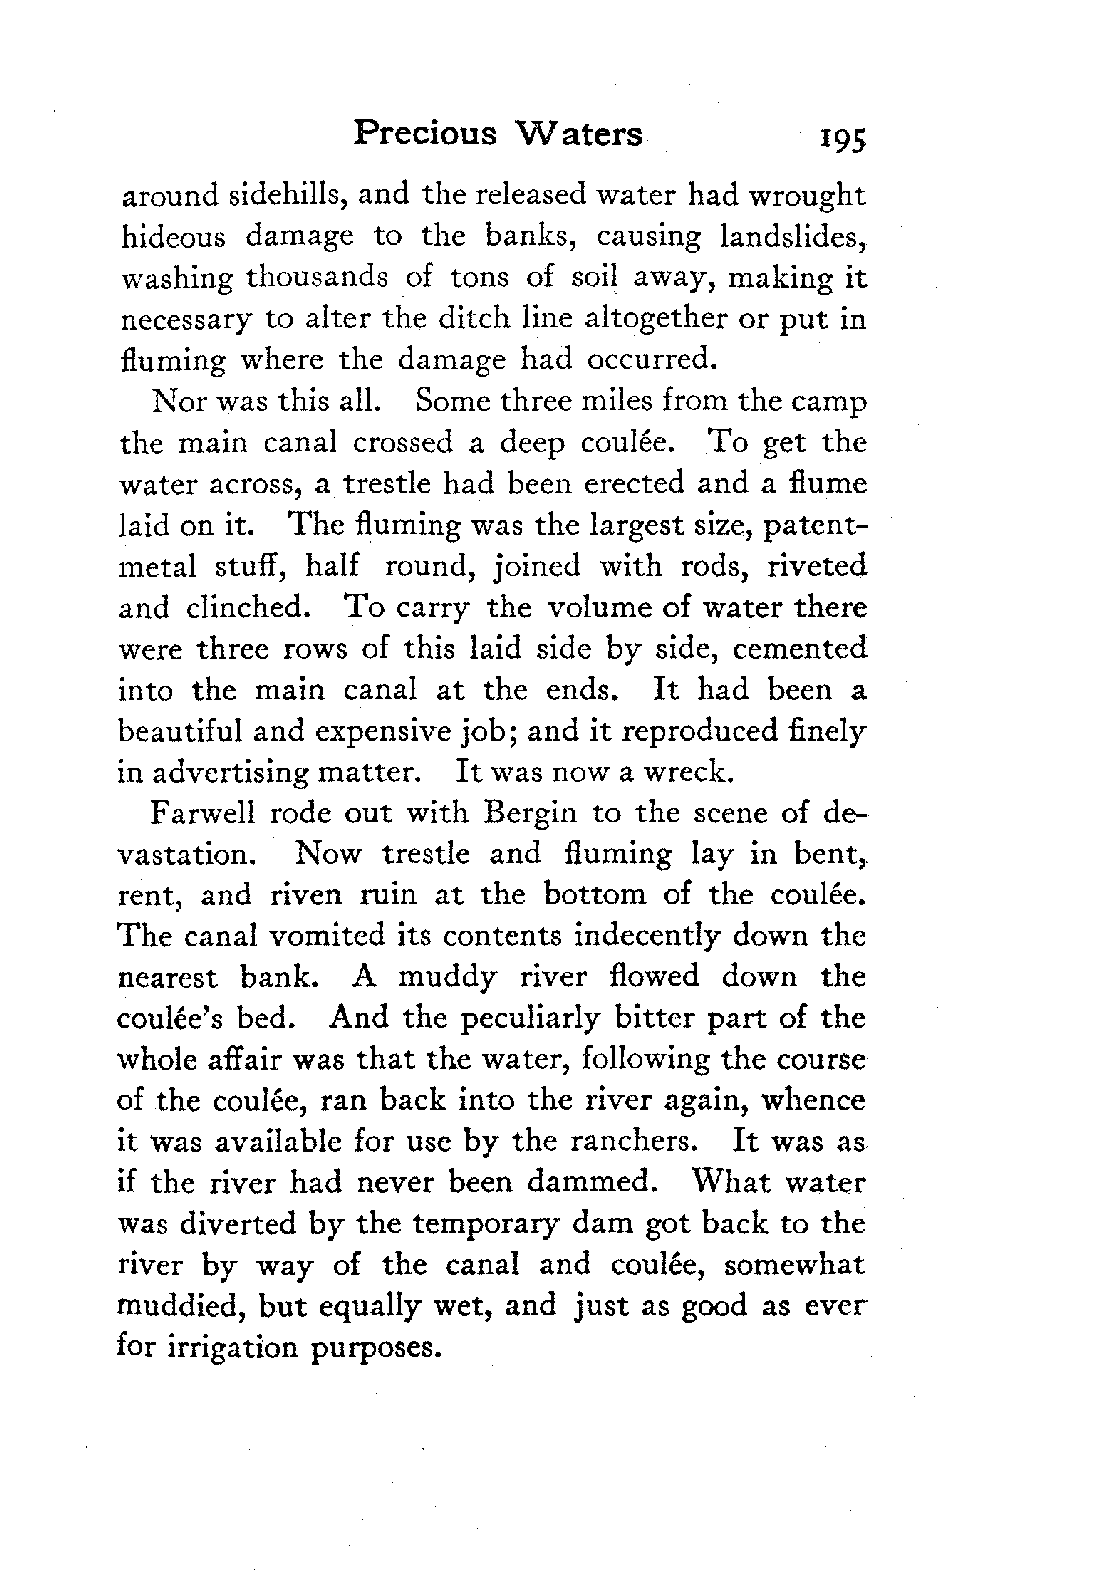 Precious Waters 195
around sidehills, and the released water had wrought
hideous damage to the banks, causing landslides,
washing thousands of tons of soil away, making it
necessary to alter the ditch line altogether or put in
fluming where the damage had occurred.
Nor was this all. Some three miles from the camp
the main canal crossed a deep coulée. To get the
water across, a trestle had been erected and a flume
laid on it. The fluming was the largest size, patent-
metal stuff, half round, joined with rods, riveted
and clinched. To carry the volume of water there
were three rows of this laid side by side, cemented
into the main canal at the ends. It had been a
beautiful and expensive job; and it reproduced finely
in advertising matter. It was now a wreck.
Farwell rode out with Bergin to the scene of de-
vastation. Now trestle and fluming lay in bent,
rent, and riven ruin at the bottom of the coulée.
The canal vomited its contents indecently down the
nearest bank. A muddy river flowed down the
coulée's bed. And the peculiarly bitter part of the
whole affair was that the water, following the course
of the coulée, ran back into the river again, whence
it was available for use by the ranchers. It was as
if the river had never been dammed. What water
was diverted by the temporary dam got back to the
river by way of the canal and coulée, somewhat
muddied, but equally wet, and just as good as ever
for irrigation purposes.